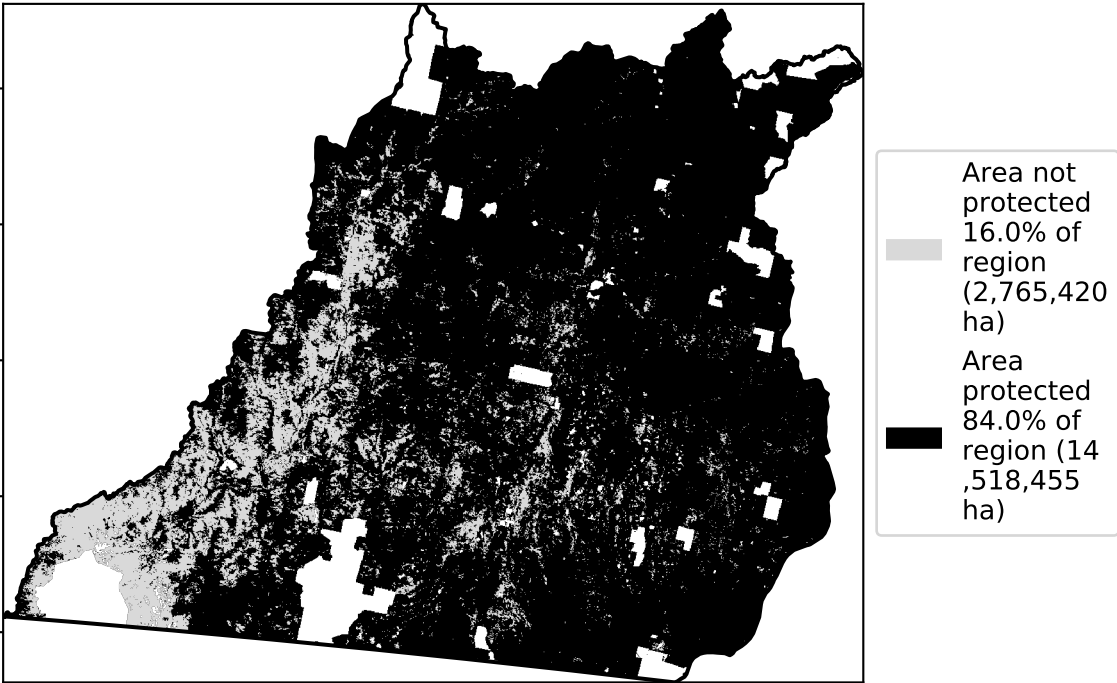 Area not
protected
16.0% of
region
(2,765,420
ha)
Area
protected
84.0% of
region (14
,518,455
ha)